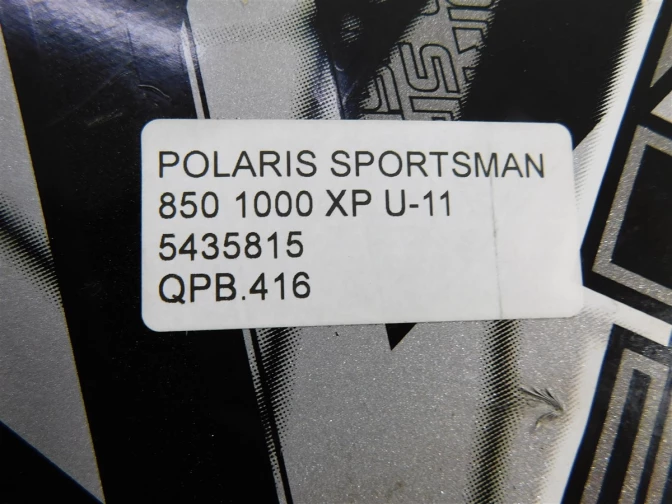 POLARIS SPORTSMAN
850 1000 XP U-11
5435815
QPB.416